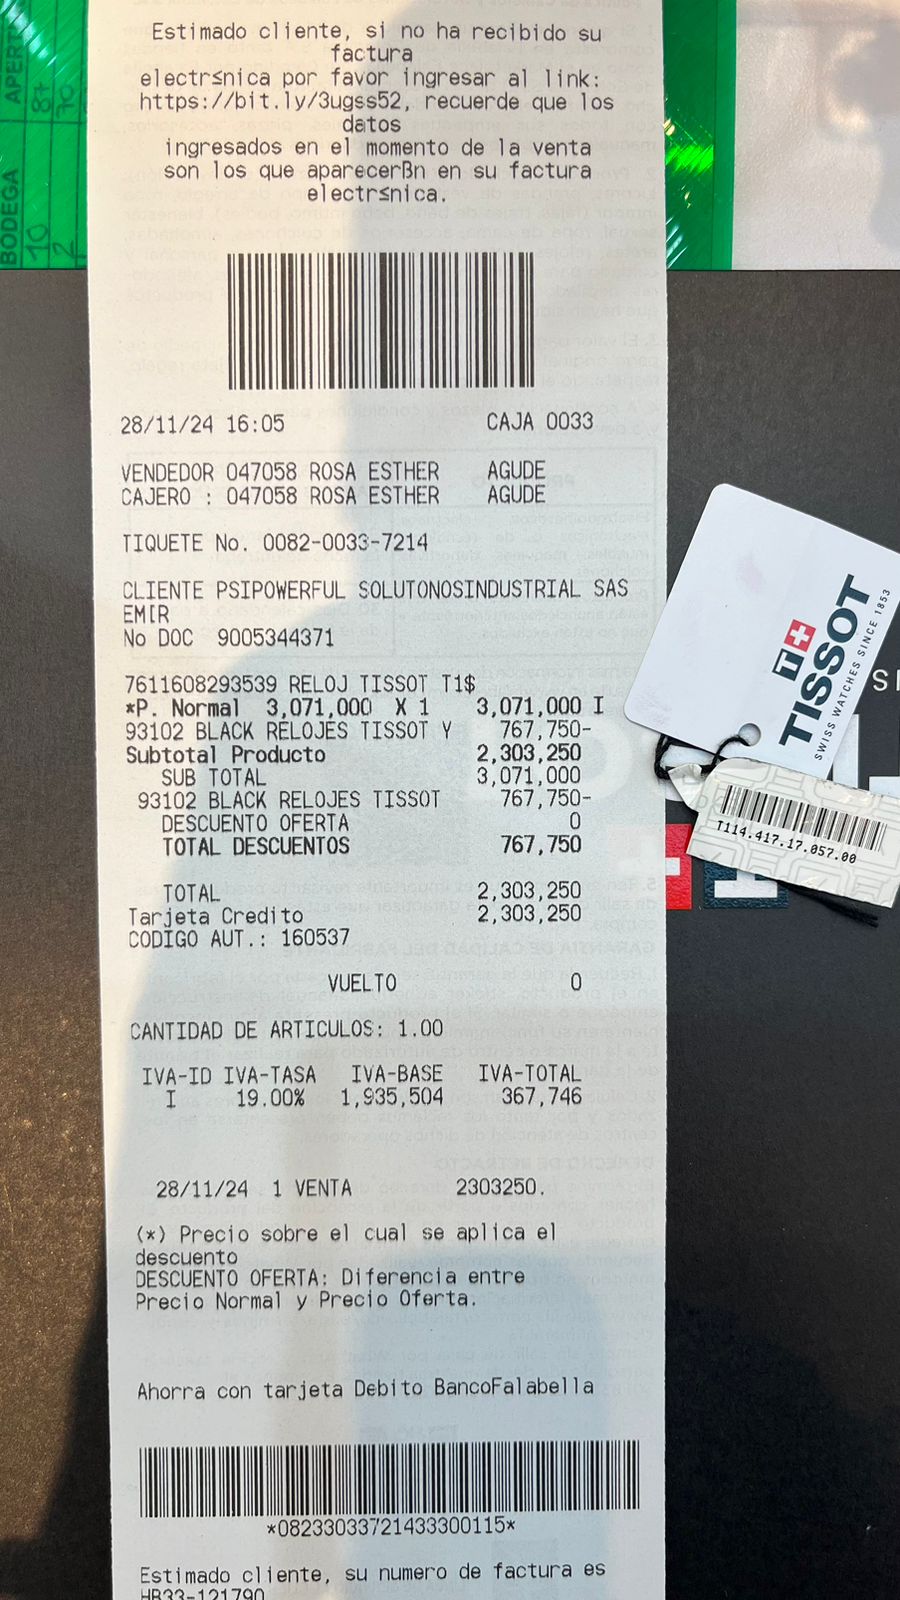 BODEGA APERT
10 8+
2 70
Estimado cliente, si no ha recibido su
factura
electr≤nica por favor ingresar al link:
https://bit.ly/3ugss52, recuerde que los
datos
ingresados en el momento de la venta
son los que aparecerßn en su factura
electr≤nica.
28/11/24 16:05 CAJA 0033
VENDEDOR 047058 ROSA ESTHER AGUDE
CAJERO : 047058 ROSA ESTHER AGUDE
TIQUETE No. 0082-0033-7214
CLIENTE PSIPOWERFUL SOLUTONOSINDUSTRIAL SAS
EMIR
No DOC 9005344371
7611608293539 RELOJ TISSOT T1$
*P. Normal 3,071,000 X 1 3,071,000 I
93102 BLACK RELOJES TISSOT Y 767,750-
Subtotal Producto 2,303,250
SUB TOTAL 3,071,000
93102 BLACK RELOJES TISSOT 767,750-
DESCUENTO OFERTA 0
TOTAL DESCUENTOS 767,750
TOTAL 2,303,250
Tarjeta Credito 2,303,250
CODIGO AUT.: 160537
VUELTO 0
CANTIDAD DE ARTICULOS: 1.00
IVA-ID IVA-TASA IVA-BASE IVA-TOTAL
I 19.00% 1,935,504 367,746
28/11/24 1 VENTA 2303250.
(*) Precio sobre el cual se aplica el
descuento
DESCUENTO OFERTA: Diferencia entre
Precio Normal y Precio Oferta.
Ahorra con tarjeta Debito BancoFalabella
*08233033721433300115*
Estimado cliente, su numero de factura es
HB33-121790
T+
TISSOT
SWISS WATCHES SINCE 1853
T114.417.17.057.00